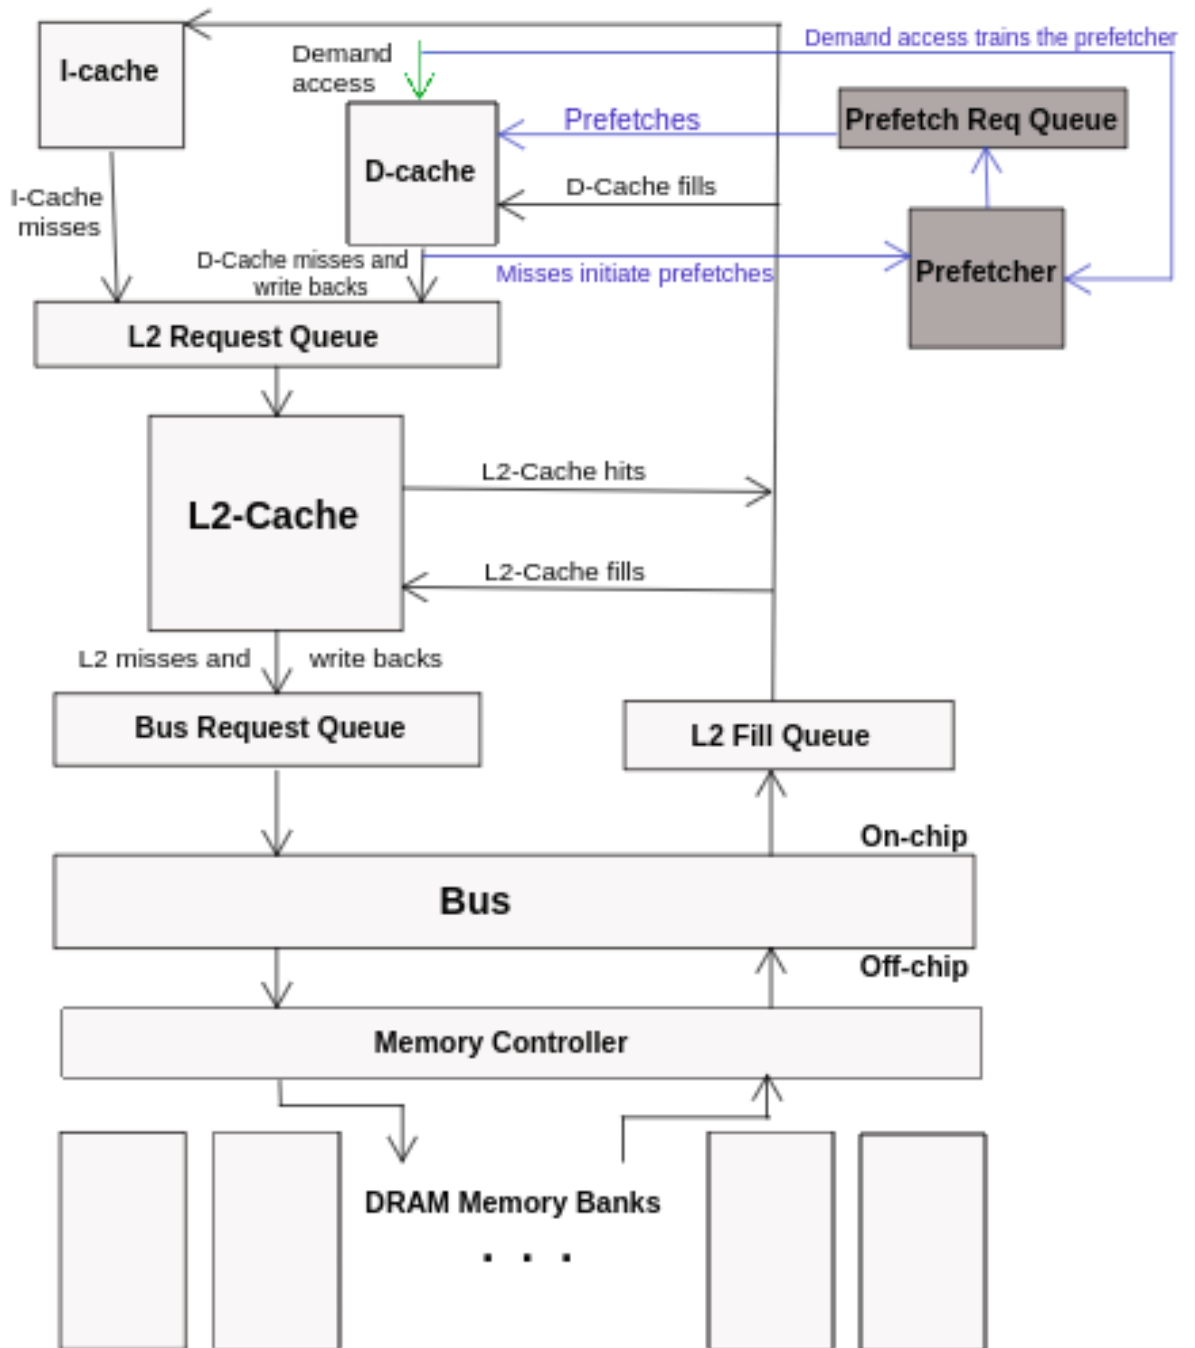 Demand access trains the prefetcher
I-cache
Demand
access
Prefetches
Prefetch Req Queue
D-cache
D-Cache fills
I-Cache
misses
D-Cache misses and
write backs
Misses initiate prefetches
Prefetcher
L2 Request Queue
L2-Cache hits
L2-Cache
L2-Cache fills
L2 misses and write backs
Bus Request Queue
L2 Fill Queue
On-chip
Bus
Off-chip
Memory Controller
DRAM Memory Banks
. . .